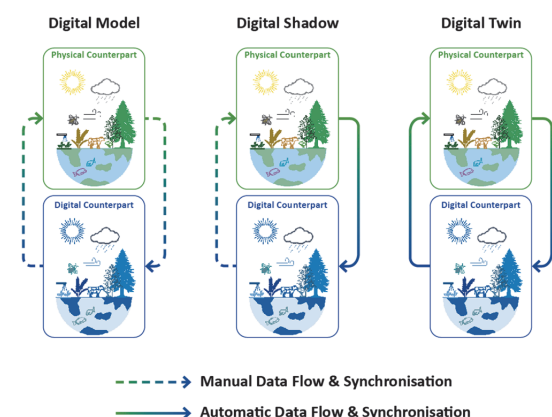 Digital Model
Digital Shadow
Digital Twin
Physical Counterpart
Physical Counterpart
Physical Counterpart
Digital Counterpart
Digital Counterpart
Digital Counterpart
Manual Data Flow & Synchronisation
Automatic Data Flow & Synchronisation